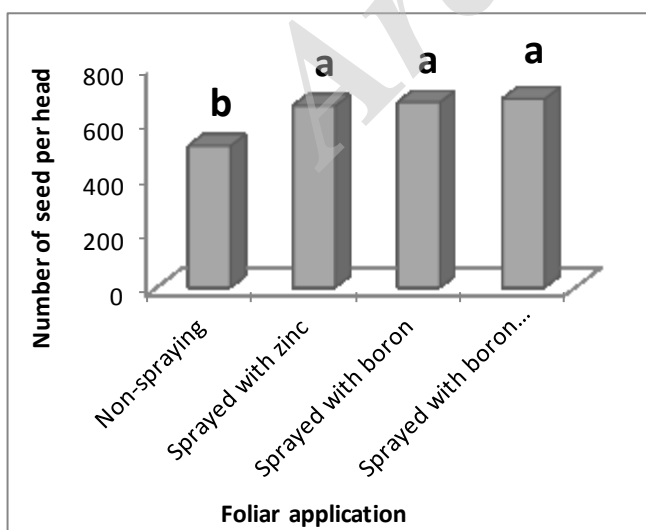 Number of seed per head
800
600
400
200
0
b
a
a
a
Non-spraying
Sprayed with zinc
Sprayed with boron
Sprayed with boron...
Foliar application